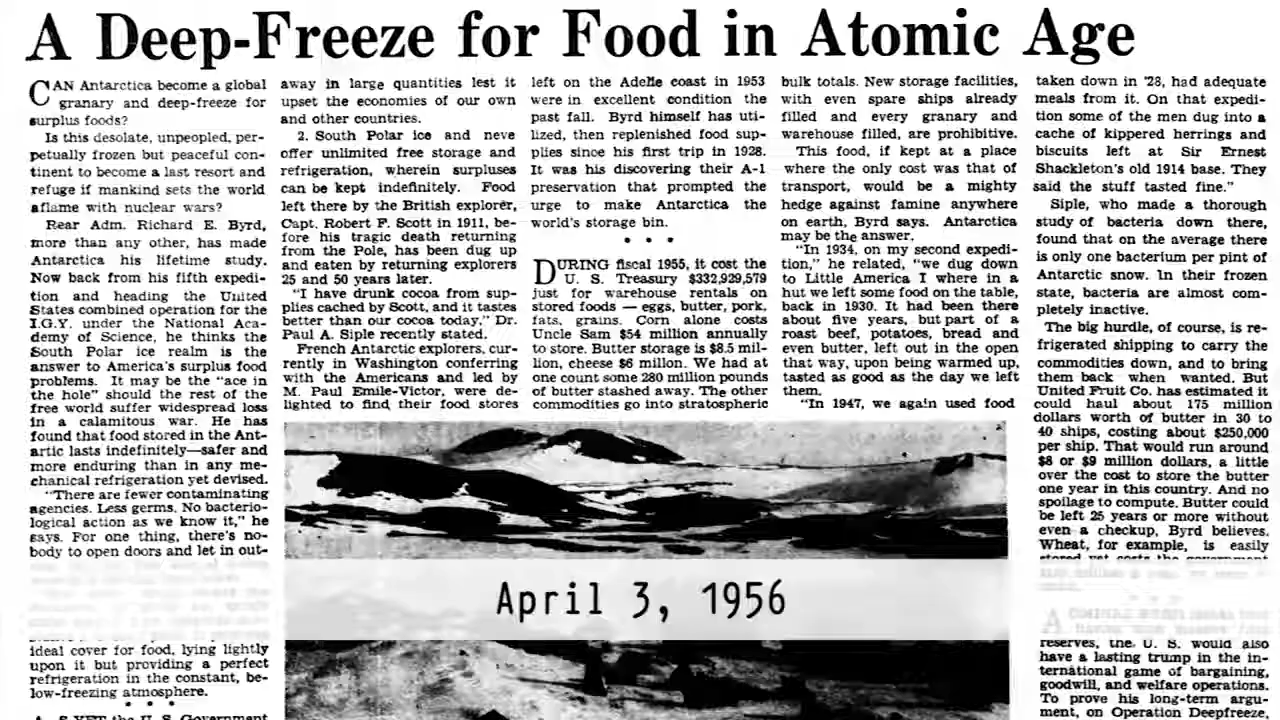 A Deep-Freeze for Food in Atomic Age
CAN Antarctica become a global
granary and deep-freeze for
surplus foods?
Is this desolate, unpeopled, per-
petually frozen but peaceful con-
tinent to become a last resort and
refuge if mankind sets the world
aflame with nuclear wars?
Rear Adm. Richard E. Byrd,
more than any other, has made
Antarctica his lifetime study.
Now back from his fifth expedi-
tion and heading the United
States combined operation for the
I.G.Y. under the National Aca-
demy of Science, he thinks the
South Polar ice realm is the
answer to America's surplus food
problems. It may be the "ace in
the hole" should the rest of the
free world suffer widespread loss
in a calamitous war. He has
found that food stored in the Ant-
artic lasts indefinitely—safer and
more enduring than in any me-
chanical refrigeration yet devised.
"There are fewer contaminating
agencies. Less germs. No bacterio-
logical action as we know it," he
says. For one thing, there's no-
body to open doors and let in out-
ideal cover for food, lying lightly
upon it but providing a perfect
refrigeration in the constant, be-
low-freezing atmosphere.
• • •
AS YET the U. S. Government
away in large quantities lest it
upset the economies of our own
and other countries.
2. South Polar ice and neve
offer unlimited free storage and
refrigeration, wherein surpluses
can be kept indefinitely. Food
left there by the British explorer,
Capt. Robert F. Scott in 1911, be-
fore his tragic death returning
from the Pole, has been dug up
and eaten by returning explorers
25 and 50 years later.
"I have drunk cocoa from sup-
plies cached by Scott, and it tastes
better than our cocoa today." Dr.
Paul A. Siple recently stated.
French Antarctic explorers, cur-
rently in Washington conferring
with the Americans and led by
M. Paul Emile-Victor, were de-
lighted to find their food stores
left on the Adelie coast in 1953
were in excellent condition the
past fall. Byrd himself has uti-
lized, then replenished food sup-
plies since his first trip in 1928.
It was his discovering their A-1
preservation that prompted the
urge to make Antarctica the
world's storage bin.
• • •
DURING fiscal 1955, it cost the
U. S. Treasury $332,929,579
just for warehouse rentals on
stored foods — eggs, butter, pork,
fats, grains. Corn alone costs
Uncle Sam $54 million annually
to store. Butter storage is $8.5 mil-
lion, cheese $6 millon. We had at
one count some 280 million pounds
of butter stashed away. The other
commodities go into stratospheric
bulk totals. New storage facilities,
with even spare ships already
filled and every granary and
warehouse filled, are prohibitive.
This food, if kept at a place
where the only cost was that of
transport, would be a mighty
hedge against famine anywhere
on earth, Byrd says. Antarctica
may be the answer.
"In 1934, on my second expedi-
tion," he related, "we dug down
to Little America I where in a
hut we left some food on the table,
back in 1930. It had been there
about five years, but part of a
roast beef, potatoes, bread and
even butter, left out in the open
that way, upon being warmed up,
tasted as good as the day we left
them.
"In 1947, we again used food
taken down in '28, had adequate
meals from it. On that expedi-
tion some of the men dug into a
cache of kippered herrings and
biscuits left at Sir Ernest
Shackleton's old 1914 base. They
said the stuff tasted fine."
Siple, who made a thorough
study of bacteria down there,
found that on the average there
is only one bacterium per pint of
Antarctic snow. In their frozen
state, bacteria are almost com-
pletely inactive.
The big hurdle, of course, is re-
frigerated shipping to carry the
commodities down, and to bring
them back when wanted. But
United Fruit Co. has estimated it
could haul about 175 million
dollars worth of butter in 30 to
40 ships, costing about $250,000
per ship. That would run around
$8 or $9 million dollars, a little
over the cost to store the butter
one year in this country. And no
spoilage to compute. Butter could
be left 25 years or more without
even a checkup, Byrd believes.
Wheat, for example, is easily
stored yet costs the government
reserves, the U. S. would also
have a lasting trump in the in-
ternational game of bargaining,
goodwill, and welfare operations.
To prove his long-term argu-
ment, on Operation Deepfreeze,
April 3, 1956